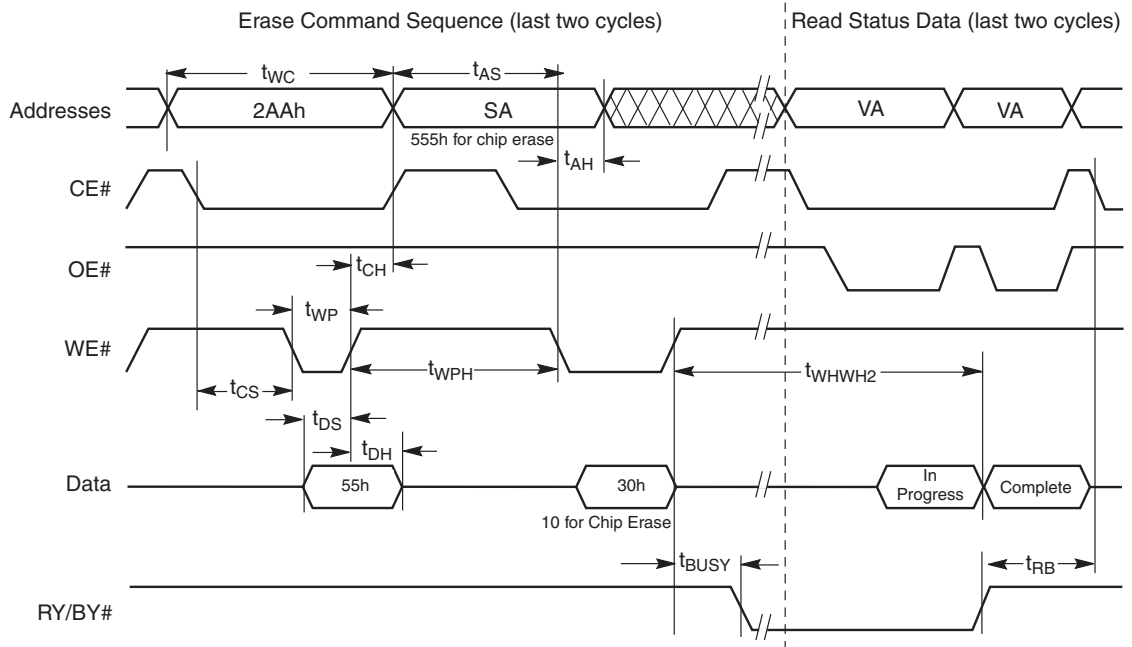 Erase Command Sequence (last two cycles)
Read Status Data (last two cycles)
tWC
tAS
Addresses
2AAh
SA
VA
VA
555h for chip erase
tAH
CE#
OE#
tCH
tWP
WE#
tWPH
tWHWH2
tCS
tDS
tDH
Data
55h
30h
In
Progress
Complete
10 for Chip Erase
tBUSY
tRB
RY/BY#